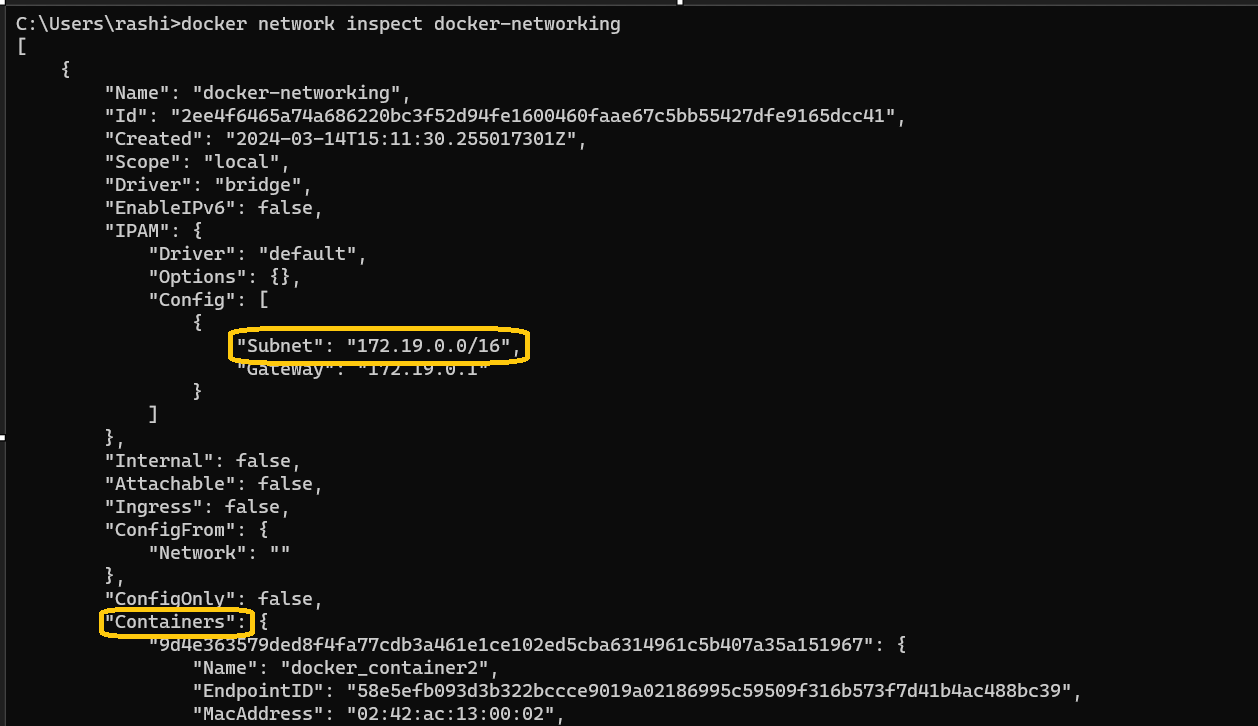 C:\Users\rashi>docker network inspect docker-networking
[
    {
        "Name": "docker-networking",
        "Id": "2ee4f6465a74a686220bc3f52d94fe1600460faae67c5bb55427dfe9165dcc41",
        "Created": "2024-03-14T15:11:30.255017301Z",
        "Scope": "local",
        "Driver": "bridge",
        "EnableIPv6": false,
        "IPAM": {
            "Driver": "default",
            "Options": {},
            "Config": [
                {
                    "Subnet": "172.19.0.0/16",
                    "Gateway": "172.19.0.1"
                }
            ]
        },
        "Internal": false,
        "Attachable": false,
        "Ingress": false,
        "ConfigFrom": {
            "Network": ""
        },
        "ConfigOnly": false,
        "Containers": {
            "9d4e363579ded8f4fa77cdb3a461e1ce102ed5cba6314961c5b407a35a151967": {
                "Name": "docker_container2",
                "EndpointID": "58e5efb093d3b322bccce9019a02186995c59509f316b573f7d41b4ac488bc39",
                "MacAddress": "02:42:ac:13:00:02",